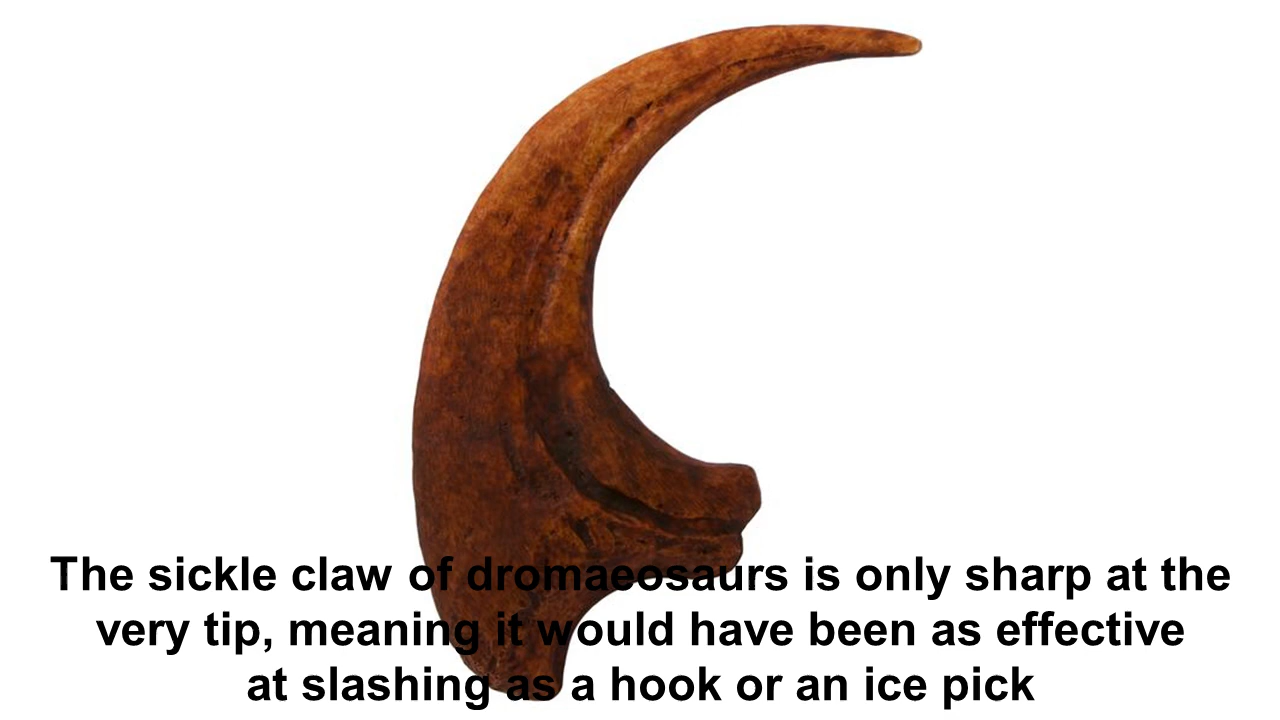 The sickle claw of dromaeosaurs is only sharp at the
very tip, meaning it would have been as effective
at slashing as a hook or an ice pick